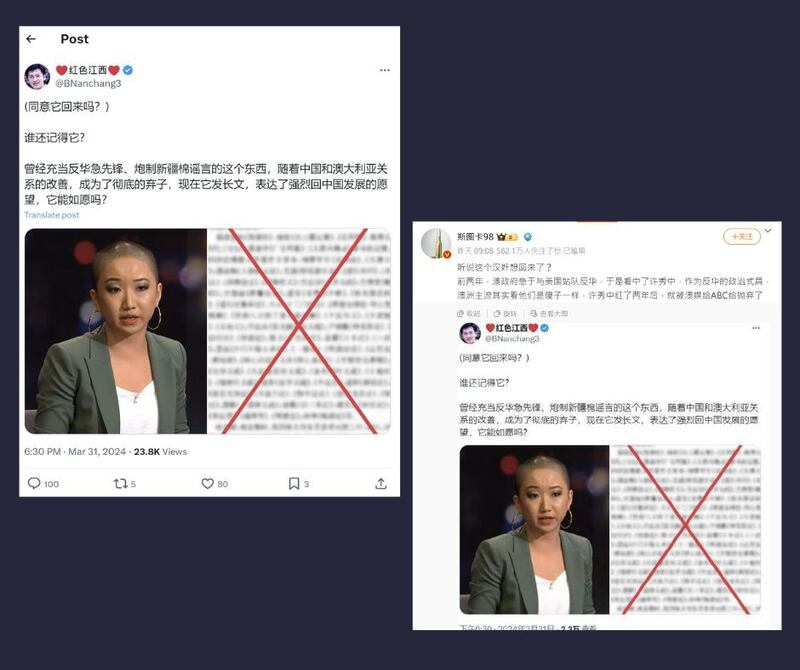 Post
❤️红色江西❤️
@BNanchang3
(同意它回来吗？)
谁还记得它？
曾经充当反华急先锋、炮制新疆棉谣言的这个东西，随着中国和澳大利亚关
系的改善，成为了彻底的弃子，现在它发长文，表达了强烈回中国发展的愿
望，它能如愿吗？
Translate post
6:30 PM · Mar 31, 2024 · 23.8K Views
100 5 80 3
斯图卡98
+关注
昨天 09:08 562.1万人关注了他 已编辑
听说这个汉奸想回来了？
前两年，澳政府急于与美国站队反华，于是看中了许秀中，作为反华的政治
澳洲主流其实看他们是傻子一样，许秀中红了两年后，就被澳媒给ABC给抛弃了
收起 旋转 查看大图
❤️红色江西❤️
@BNanchang3
(同意它回来吗？)
谁还记得它？
曾经充当反华急先锋、炮制新疆棉谣言的这个东西，随着中国和澳大利亚关
系的改善，成为了彻底的弃子，现在它发长文，表达了强烈回中国发展的愿
望，它能如愿吗？
下午6:30 · 2024年3月31日 · 2.3万 查看